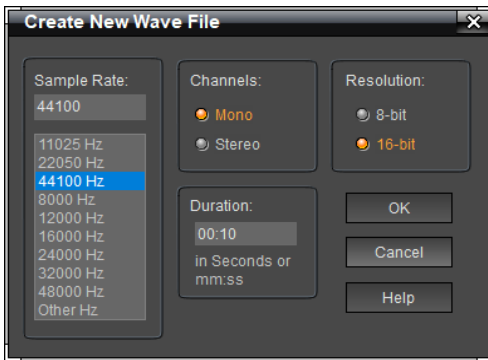 Create New Wave File
Sample Rate:
44100
11025 Hz
22050 Hz
44100 Hz
8000 Hz
12000 Hz
16000 Hz
24000 Hz
32000 Hz
48000 Hz
Other Hz
Channels:
Mono
Stereo
Duration:
00:10
in Seconds or
mm:ss
Resolution:
8-bit
16-bit
OK
Cancel
Help